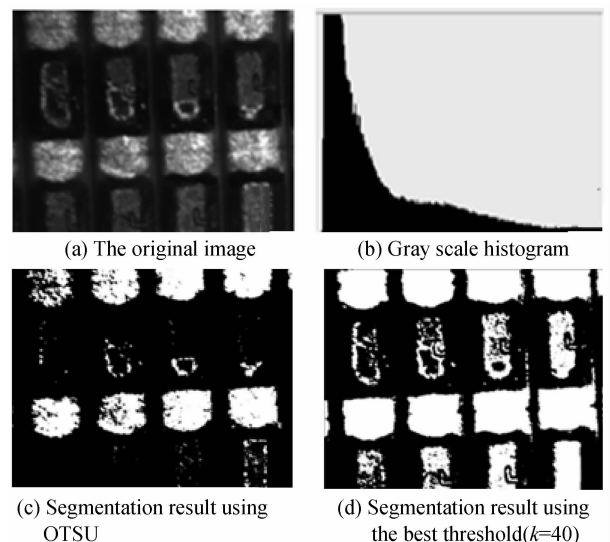 (a) The original image
(b) Gray scale histogram
(c) Segmentation result using
OTSU
(d) Segmentation result using
the best threshold(k=40)